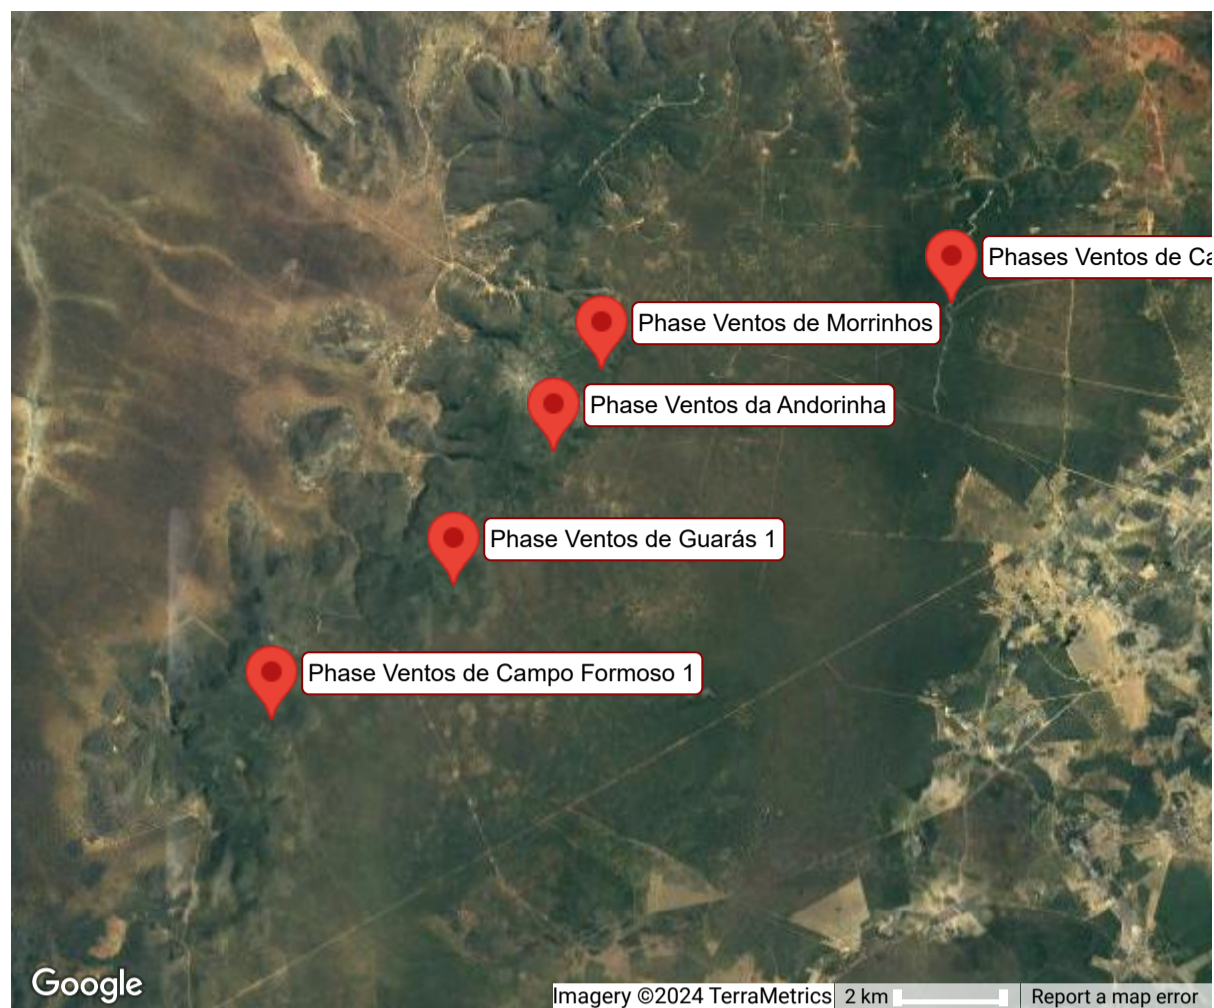 Phases Ventos de Ca
Phase Ventos de Morrinhos
Phase Ventos da Andorinha
Phase Ventos de Guarás 1
Phase Ventos de Campo Formoso 1
Google
Imagery ©2024 TerraMetrics
2 km
Report a map error